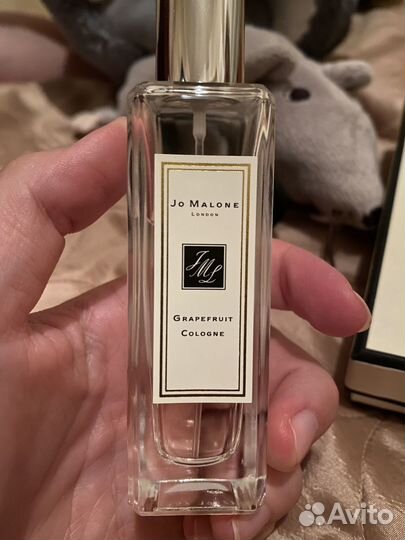 Jo Malone
London
JML
Grapefruit
Cologne
Avito